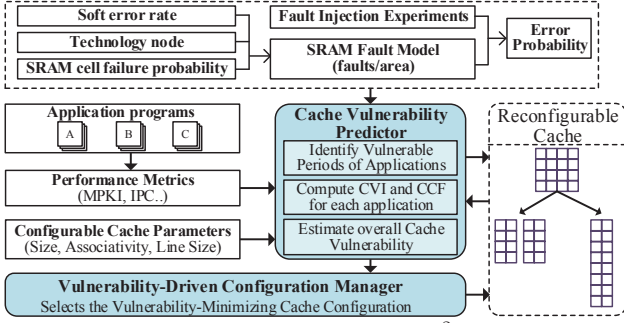 Soft error rate
Technology node
SRAM cell failure probability
Fault Injection Experiments
SRAM Fault Model
(faults/area)
Error
Probability
Application programs
A B C
Performance Metrics
(MPKI, IPC..)
Configurable Cache Parameters
(Size, Associativity, Line Size)
Cache Vulnerability
Predictor
Identify Vulnerable
Periods of Applications
Compute CVI and CCF
for each application
Estimate overall Cache
Vulnerability
Reconfigurable
Cache
Vulnerability-Driven Configuration Manager
Selects the Vulnerability-Minimizing Cache Configuration